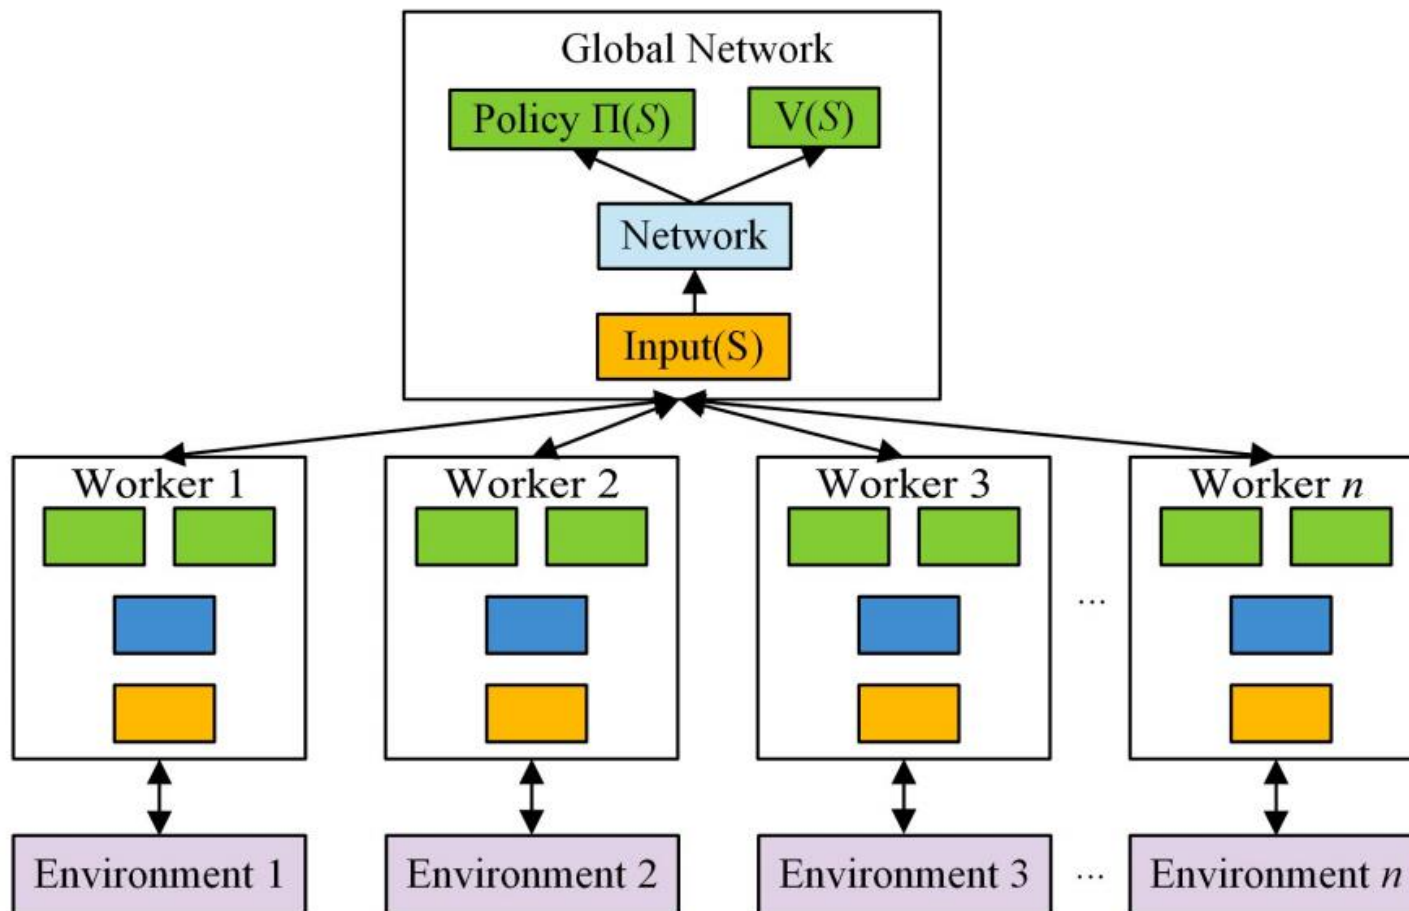 Global Network
Policy Π(S)
V(S)
Network
Input(S)
Worker 1
Worker 2
Worker 3
Worker n
...
Environment 1
Environment 2
Environment 3
...
Environment n